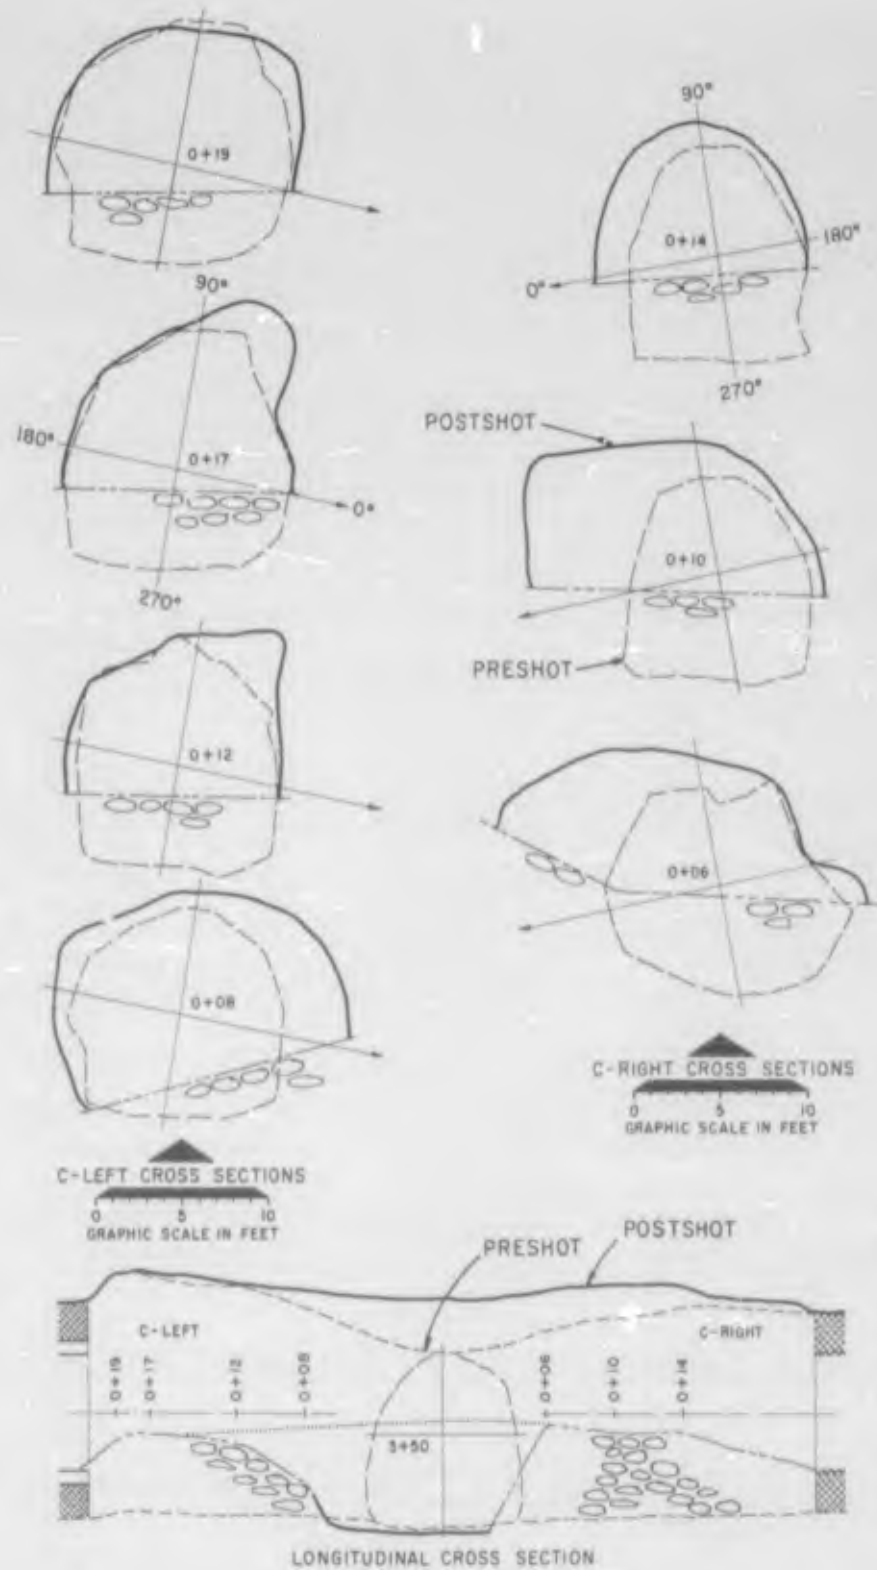 0+19
90°
180°
0+17
0°
270°
0+12
0+08
C-LEFT CROSS SECTIONS
0 5 10
GRAPHIC SCALE IN FEET
90°
0+14
180°
0°
270°
POSTSHOT
0+10
PRESHOT
0+06
C-RIGHT CROSS SECTIONS
0 5 10
GRAPHIC SCALE IN FEET
PRESHOT
POSTSHOT
C-LEFT
C-RIGHT
0+19
0+17
0+12
0+08
0+06
0+10
0+14
3+50
LONGITUDINAL CROSS SECTION